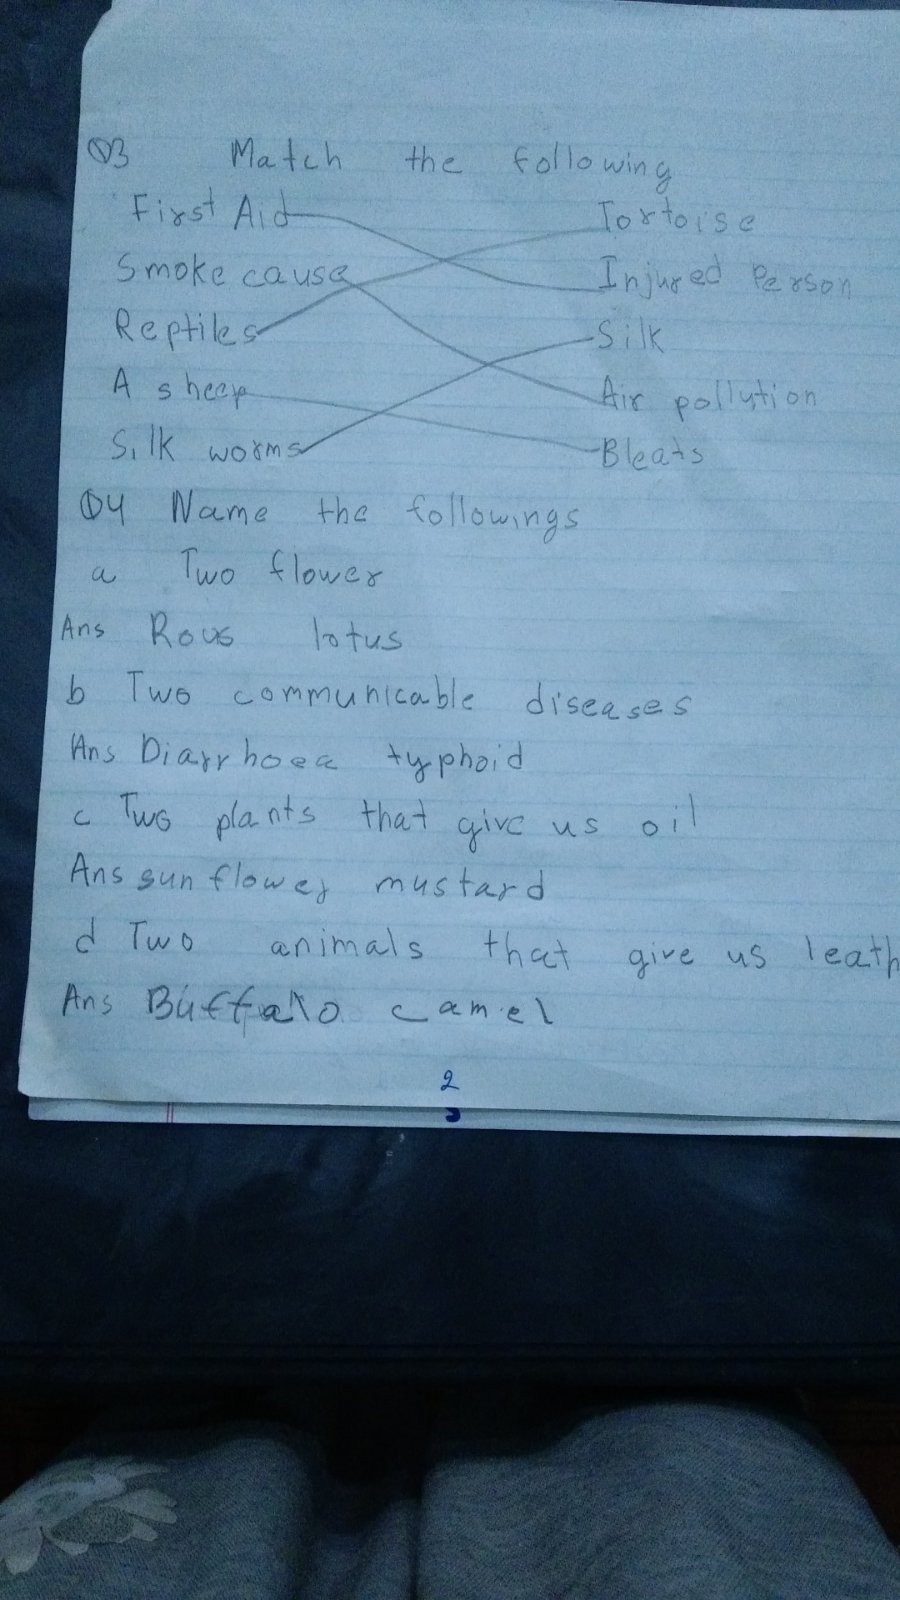 Q3 Match the following
First Aid Tortoise
Smoke cause Injured Person
Reptiles Silk
A sheep Air pollution
Silk worms Bleats
Q4 Name the followings
a Two flower
Ans Rous lotus
b Two communicable diseases
Ans Diarrhoea typhoid
c Two plants that give us oil
Ans sun flower mustard
d Two animals that give us leath
Ans Buffalo camel
2